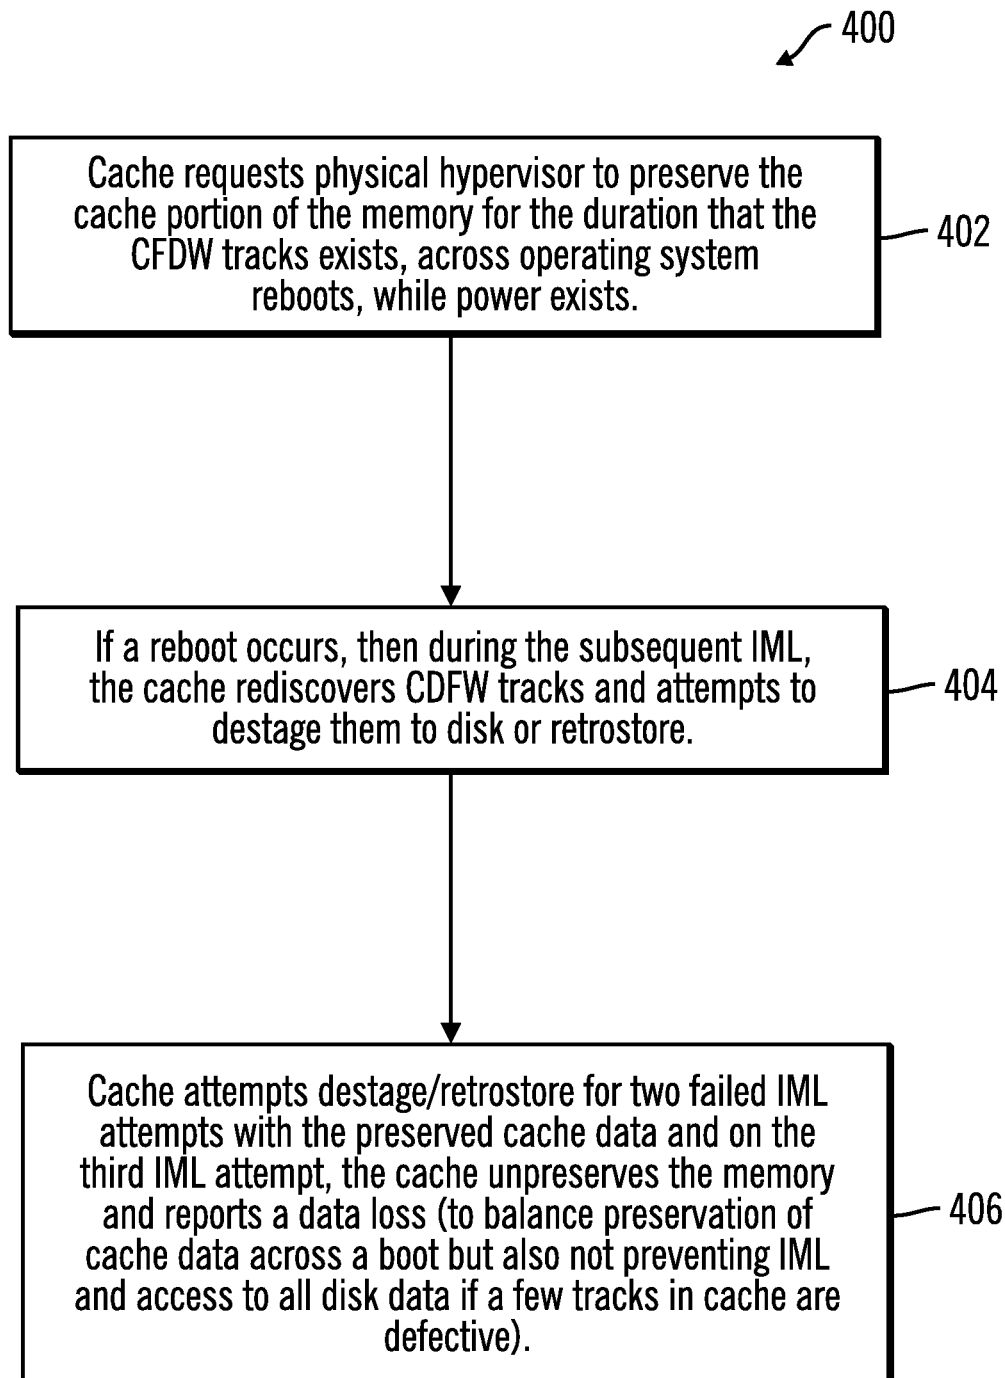 400
Cache requests physical hypervisor to preserve the
cache portion of the memory for the duration that the
CFDW tracks exists, across operating system
reboots, while power exists.
402
If a reboot occurs, then during the subsequent IML,
the cache rediscovers CDFW tracks and attempts to
destage them to disk or retrostore.
404
Cache attempts destage/retrostore for two failed IML
attempts with the preserved cache data and on the
third IML attempt, the cache unpreserves the memory
and reports a data loss (to balance preservation of
cache data across a boot but also not preventing IML
and access to all disk data if a few tracks in cache are
defective).
406